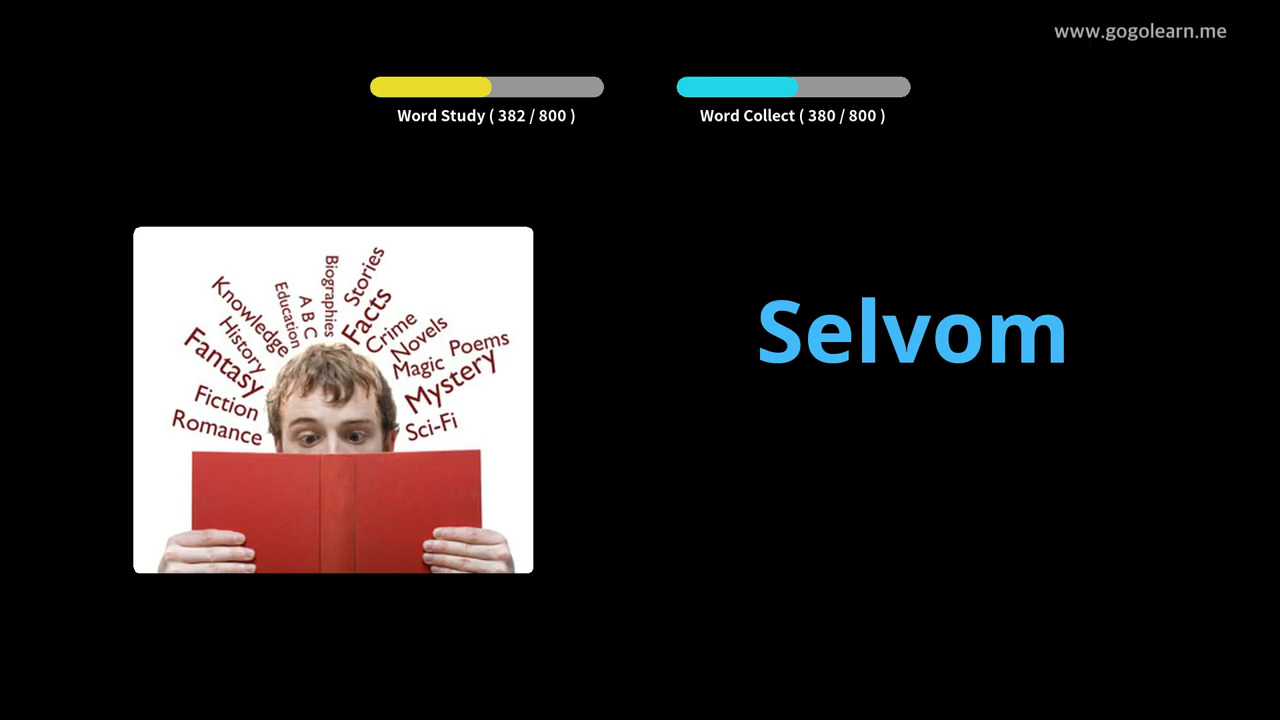 www.gogolearn.me
Word Study ( 382 / 800 )
Word Collect ( 380 / 800 )
Selvom
Knowledge
History
Fantasy
Fiction
Romance
Education
A B C
Biographies
Stories
Facts
Crime
Novels
Magic
Poems
Mystery
Sci-Fi